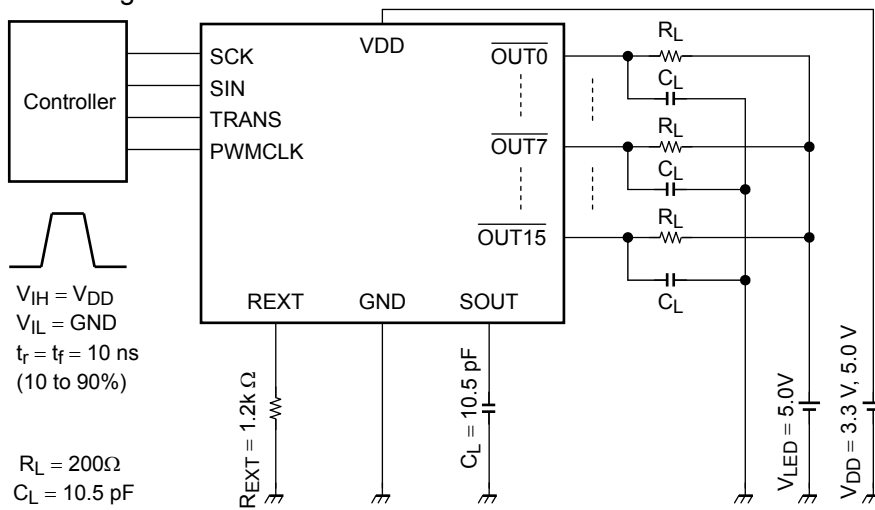 Controller
SCK
SIN
TRANS
PWMCLK
VDD
OUT0
OUT7
OUT15
REXT
GND
SOUT
RL
CL
RL
CL
RL
CL
VIH = VDD
VIL = GND
tr = tf = 10 ns
(10 to 90%)
RL = 200Ω
CL = 10.5 pF
REXT = 1.2k Ω
CL = 10.5 pF
VLED = 5.0V
VDD = 3.3 V, 5.0 V